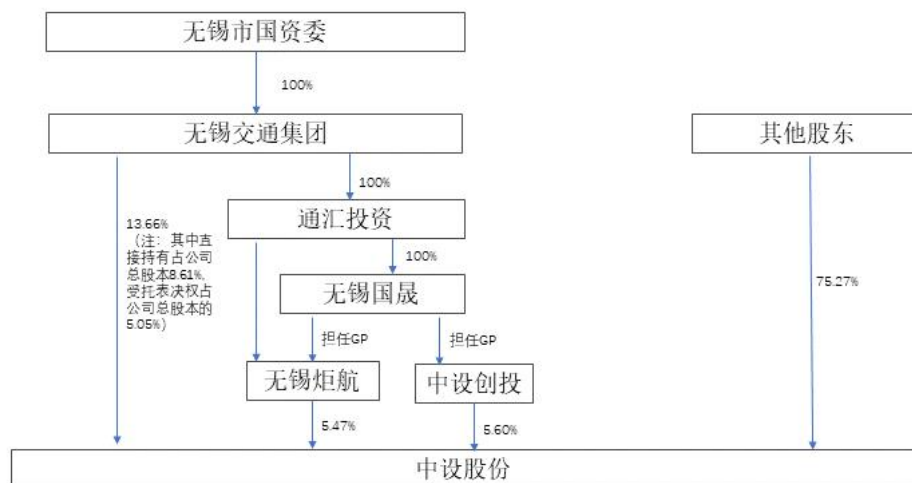 无锡市国资委
100%
无锡交通集团
其他股东
100%
13.66%
（注：其中直
接持有占公司
总股本8.61%,
受托表决权占
公司总股本的
5.05%）
通汇投资
100%
无锡国晟
75.27%
担任GP
担任GP
无锡炬航
中设创投
5.47%
5.60%
中设股份